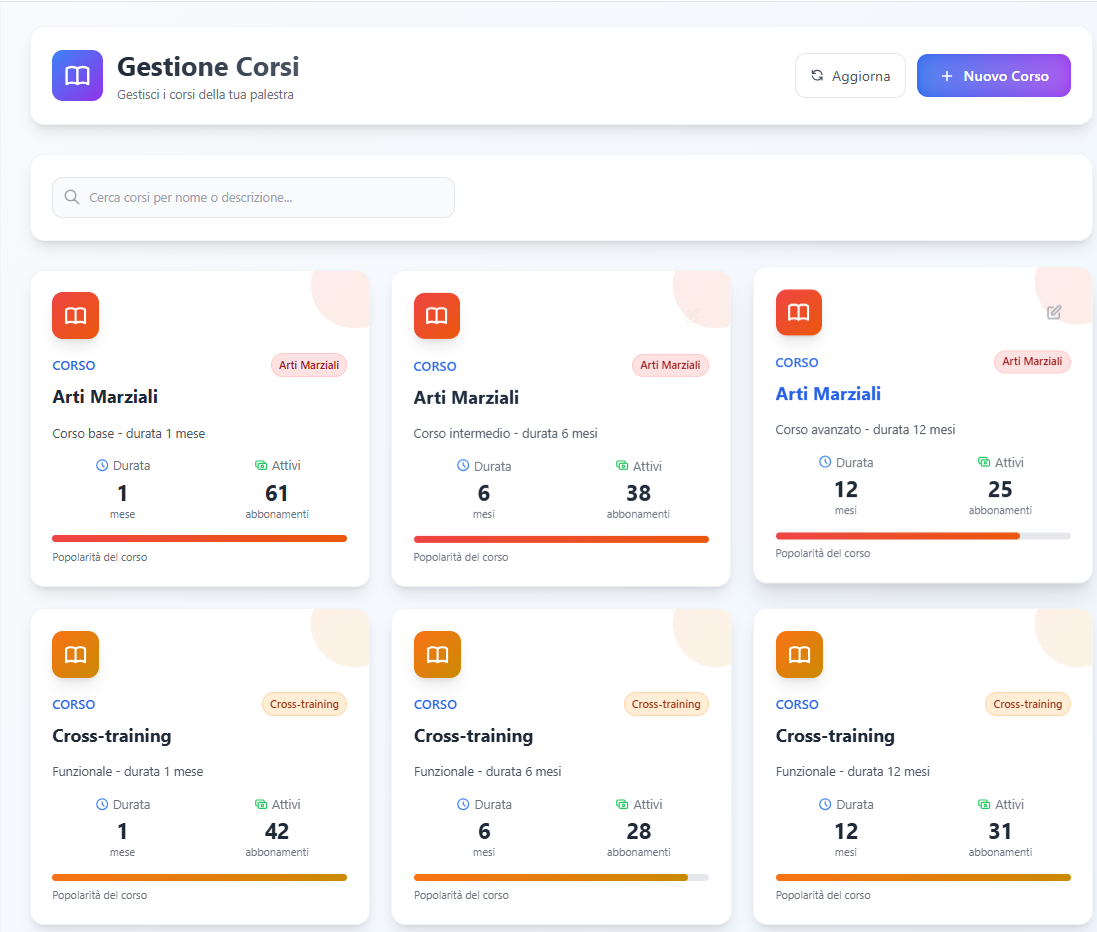 Gestione Corsi
Gestisci i corsi della tua palestra
Aggiorna
+ Nuovo Corso
Cerca corsi per nome o descrizione...
CORSO
Arti Marziali
Arti Marziali
Corso base - durata 1 mese
Durata
Attivi
1
61
mese
abbonamenti
Popolarità del corso
CORSO
Arti Marziali
Arti Marziali
Corso intermedio - durata 6 mesi
Durata
Attivi
6
38
mesi
abbonamenti
Popolarità del corso
CORSO
Arti Marziali
Arti Marziali
Corso avanzato - durata 12 mesi
Durata
Attivi
12
25
mesi
abbonamenti
Popolarità del corso
CORSO
Cross-training
Cross-training
Funzionale - durata 1 mese
Durata
Attivi
1
42
mese
abbonamenti
Popolarità del corso
CORSO
Cross-training
Cross-training
Funzionale - durata 6 mesi
Durata
Attivi
6
28
mesi
abbonamenti
Popolarità del corso
CORSO
Cross-training
Cross-training
Funzionale - durata 12 mesi
Durata
Attivi
12
31
mesi
abbonamenti
Popolarità del corso